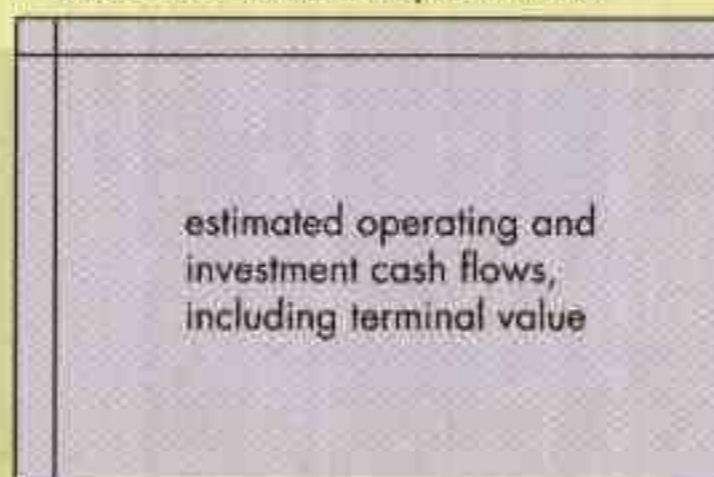 estimated operating and
investment cash flows,
including terminal value